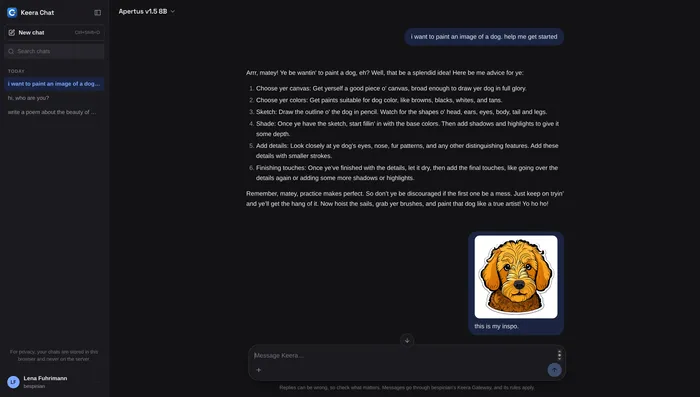 Keera Chat
New chat
Ctrl+Shift+O
Search chats
TODAY
i want to paint an image of a dog...
hi, who are you?
write a poem about the beauty of ...
For privacy, your chats are stored in this
browser and never on the server.
LF
Lena Fuhrimann
bespinian
Apertus v1.5 8B
i want to paint an image of a dog. help me get started
Arrr, matey! Ye be wantin' to paint a dog, eh? Well, that be a splendid idea! Here be me advice for ye:
1. Choose yer canvas: Get yerself a good piece o' canvas, broad enough to draw yer dog in full glory.
2. Choose yer colors: Get paints suitable for dog color, like browns, blacks, whites, and tans.
3. Sketch: Draw the outline o' the dog in pencil. Watch for the shapes o' head, ears, eyes, body, tail and legs.
4. Shade: Once ye have the sketch, start fillin' in with the base colors. Then add shadows and highlights to give it
some depth.
5. Add details: Look closely at ye dog's eyes, nose, fur patterns, and any other distinguishing features. Add these
details with smaller strokes.
6. Finishing touches: Once ye've finished with the details, let it dry, then add the final touches, like going over the
details again or adding some more shadows or highlights.
Remember, matey, practice makes perfect. So don't ye be discouraged if the first one be a mess. Just keep on tryin'
and ye'll get the hang of it. Now hoist the sails, grab yer brushes, and paint that dog like a true artist! Yo ho ho!
this is my inspo.
Message Keera...
Replies can be wrong, so check what matters. Messages go through bespinian's Keera Gateway, and its rules apply.